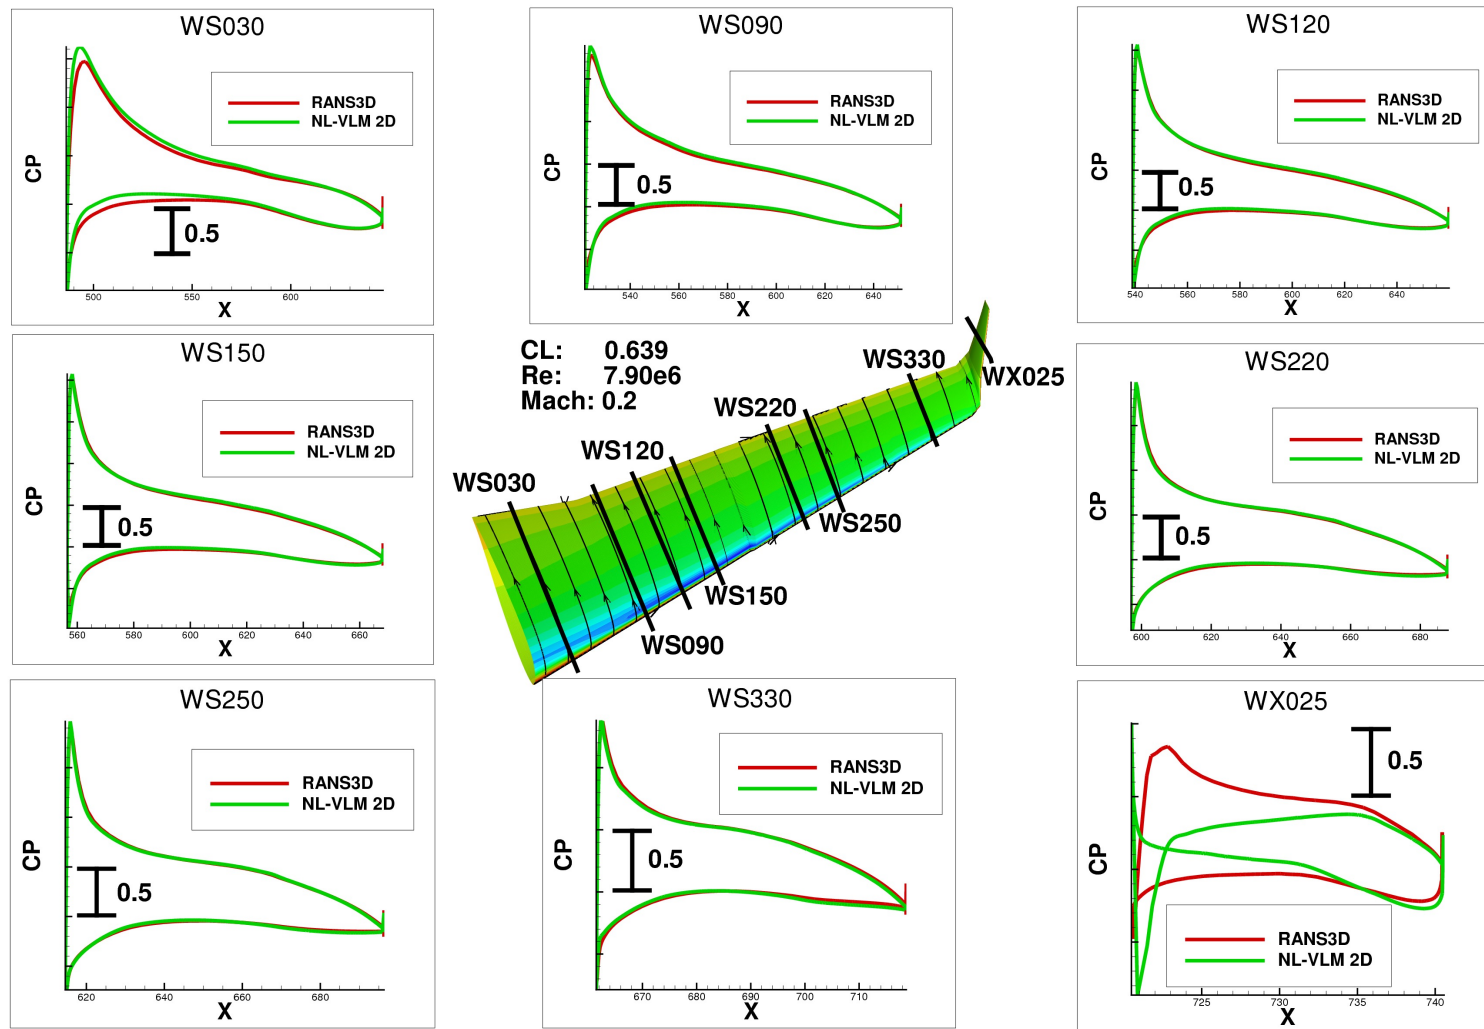 WS030
RANS3D
NL-VLM 2D
CP
0.5
500
550
600
X
WS090
RANS3D
NL-VLM 2D
CP
0.5
540
560
580
600
620
640
X
WS120
RANS3D
NL-VLM 2D
CP
0.5
540
560
580
600
620
640
X
WS150
RANS3D
NL-VLM 2D
CP
0.5
560
580
600
620
640
660
X
CL: 0.639
Re: 7.90e6
Mach: 0.2
WS330
WX025
WS220
WS120
WS030
WS250
WS150
WS090
WS220
RANS3D
NL-VLM 2D
CP
0.5
600
620
640
660
680
X
WS250
RANS3D
NL-VLM 2D
CP
0.5
620
640
660
680
X
WS330
RANS3D
NL-VLM 2D
CP
0.5
670
680
690
700
710
X
WX025
0.5
CP
RANS3D
NL-VLM 2D
725
730
735
740
X